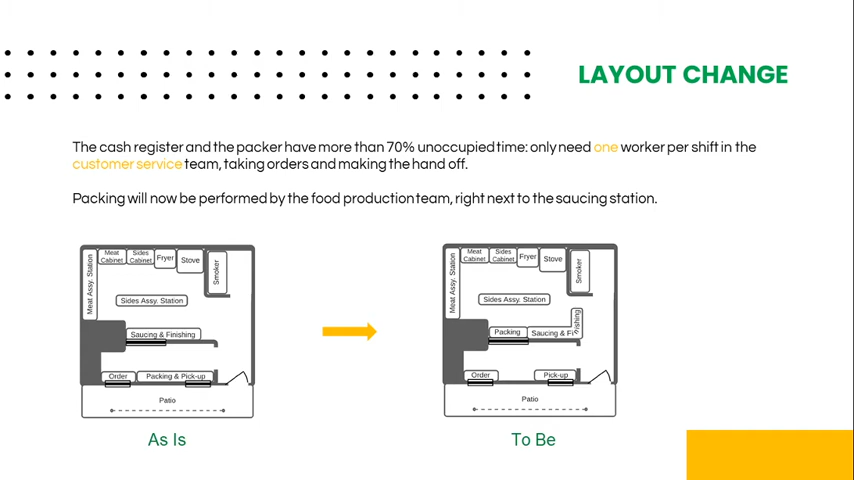 LAYOUT CHANGE
The cash register and the packer have more than 70% unoccupied time: only need one worker per shift in the
customer service team, taking orders and making the hand off.
Packing will now be performed by the food production team, right next to the saucing station.
Meat Assy. Station
Meat
Cabinet
Sides
Cabinet
Fryer
Stove
Smoker
Sides Assy. Station
Saucing & Finishing
Order
Packing & Pick-up
Patio
As Is
Meat Assy. Station
Meat
Cabinet
Sides
Cabinet
Fryer
Stove
Smoker
Sides Assy. Station
Packing
Saucing & Fi
Order
Pick-up
Patio
To Be